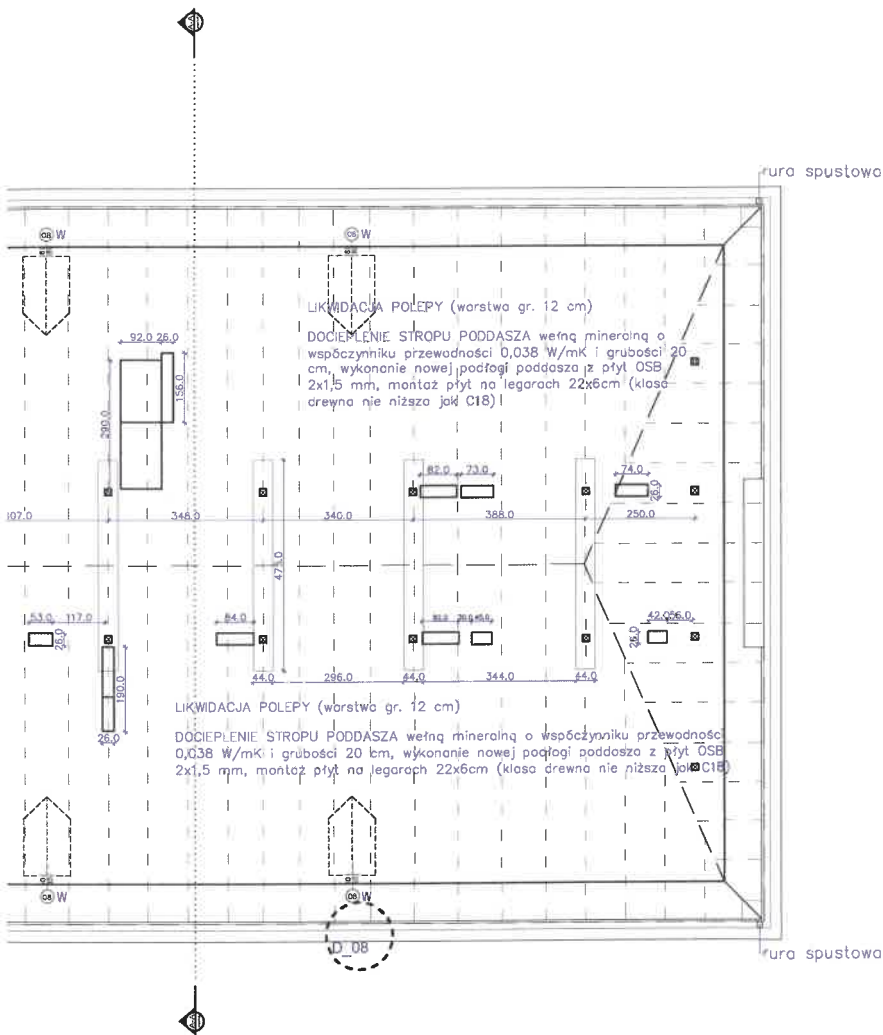 A-A
rura spustowa
08 W
08 W
LIKWIDACJA POLEPY (warstwa gr. 12 cm)
DOCIEPLENIE STROPU PODDASZA wełną mineralną o
współczynniku przewodności 0,038 W/mK i grubości 20
cm, wykonanie nowej podłogi poddasza z płyt OSB
2x1,5 mm, montaż płyt na legarach 22x6cm (klasa
drewna nie niższa jak C18)
92.0 26.0
156.0
290.0
82.0 73.0
74.0
26.0
307.0 348.0 340.0 388.0 250.0
475.0
53.0 117.0
26.0
84.0
42.0 56.0
26.0
190.0
26.0
44.0 296.0 44.0 344.0 44.0
LIKWIDACJA POLEPY (warstwa gr. 12 cm)
DOCIEPLENIE STROPU PODDASZA wełną mineralną o współczynniku przewodności
0,038 W/mK i grubości 20 cm, wykonanie nowej podłogi poddasza z płyt OSB
2x1,5 mm, montaż płyt na legarach 22x6cm (klasa drewna nie niższa jak C18)
08 W
08 W
D_08
rura spustowa
A-A